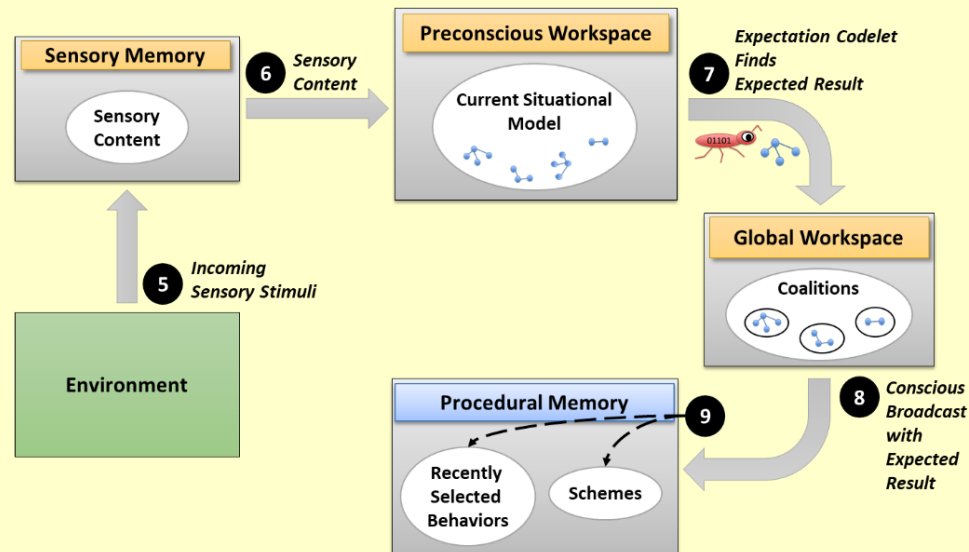 Sensory Memory
Sensory
Content
6
Sensory
Content
Preconscious Workspace
Current Situational
Model
7
Expectation Codelet
Finds
Expected Result
01101
Global Workspace
Coalitions
5
Incoming
Sensory Stimuli
Environment
8
Conscious
Broadcast
with
Expected
Result
Procedural Memory
9
Recently
Selected
Behaviors
Schemes